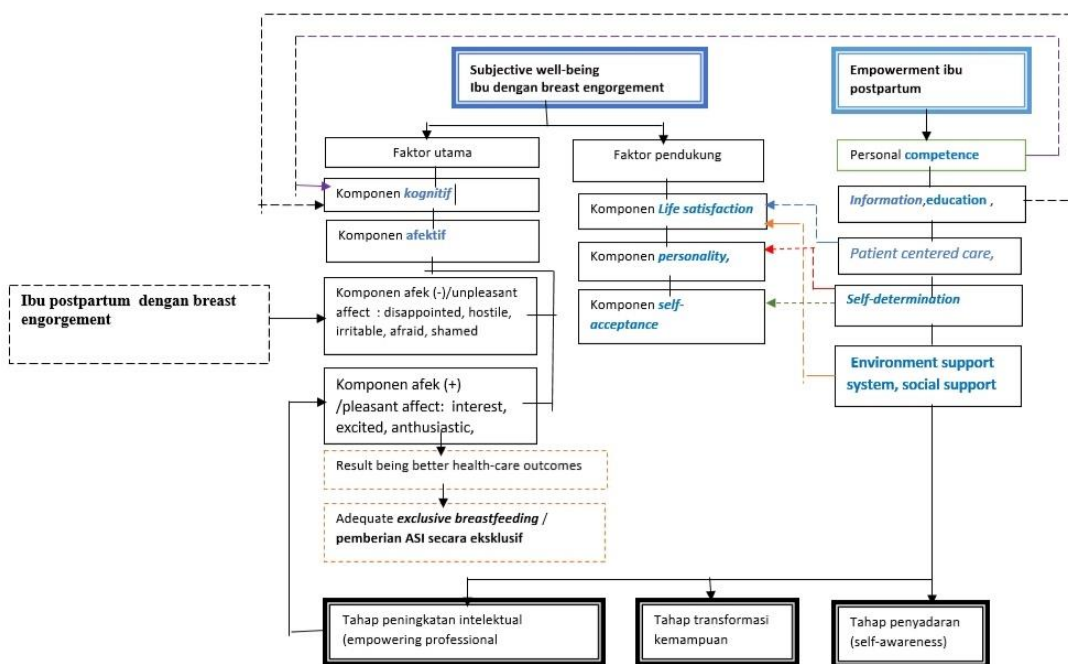 Subjective well-being
Ibu dengan breast engorgement
Empowerment ibu
postpartum
Faktor utama
Faktor pendukung
Personal competence
Komponen kognitif
Komponen Life satisfaction
Information,education ,
Komponen afektif
Komponen personality,
Patient centered care,
Ibu postpartum dengan breast
engorgement
Komponen afek (-)/unpleasant
affect : disappointed, hostile,
irritable, afraid, shamed
Komponen self-
acceptance
Self-determination
Environment support
system, social support
Komponen afek (+)
/pleasant affect: interest,
excited, anthusiastic,
Result being better health-care outcomes
Adequate exclusive breastfeeding /
pemberian ASI secara eksklusif
Tahap peningkatan intelektual
(empowering professional
Tahap transformasi
kemampuan
Tahap penyadaran
(self-awareness)